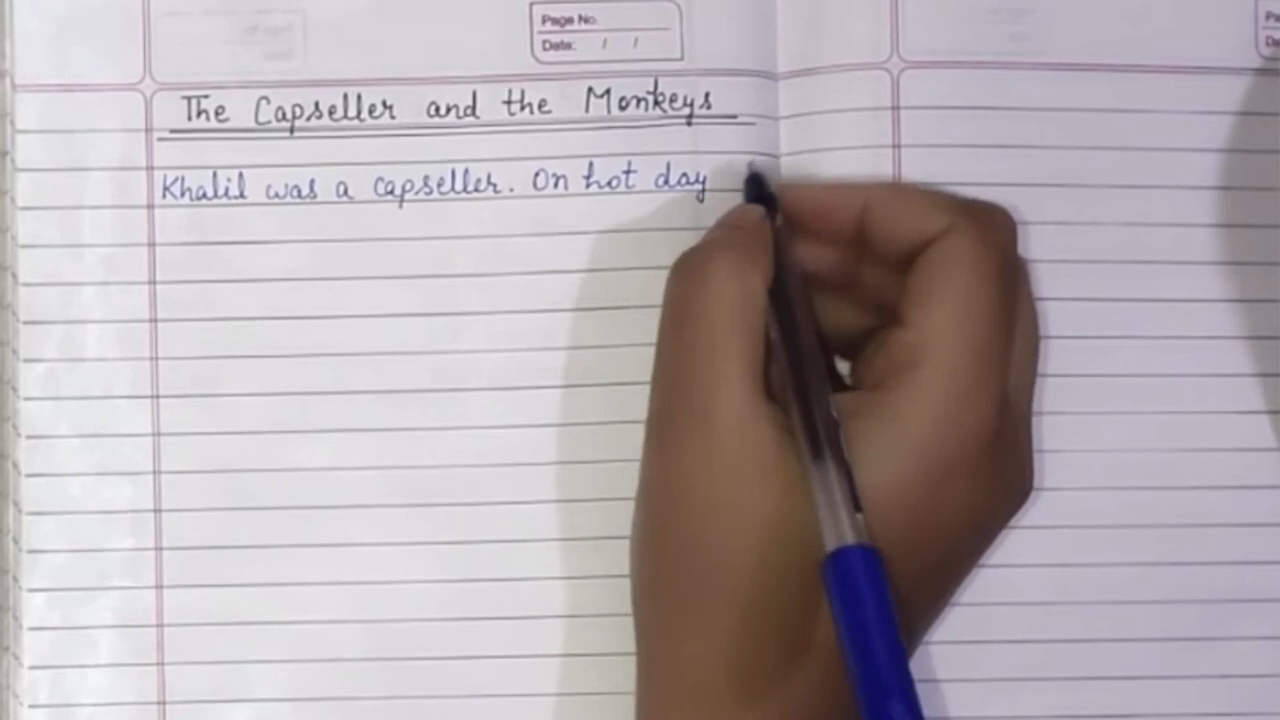 Page No.
Date: / /
The Capseller and the Monkeys
Khalil was a capseller. On hot day